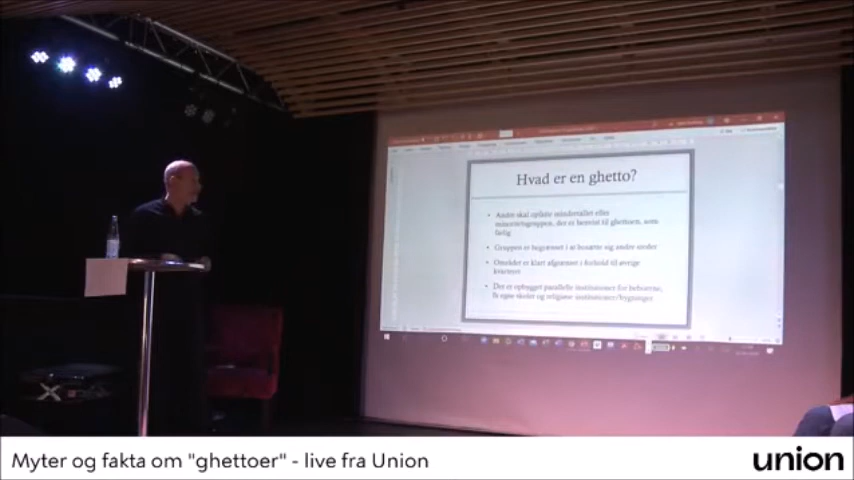 Hvad er en ghetto?
• Andre skal opfatte mindretallet eller
minoritetsgruppen, der er henvist til ghettoen, som
farlig
• Gruppen er begrænset i at bosætte sig andre steder
• Området er klart afgrænset i forhold til øvrige
kvarterer
• Der er opbygget parallelle institutioner for beboerne,
fx egne skoler og religiøse institutioner/bygninger
Myter og fakta om "ghettoer" - live fra Union
union